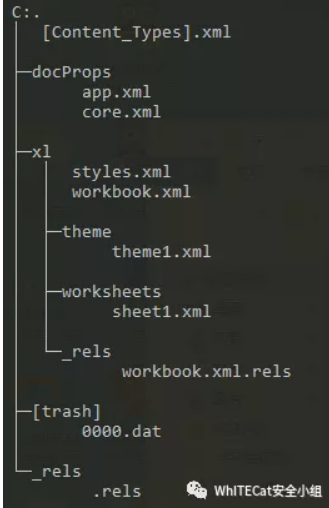 C:.
[Content_Types].xml
docProps
app.xml
core.xml
xl
styles.xml
workbook.xml
theme
theme1.xml
worksheets
sheet1.xml
_rels
workbook.xml.rels
[trash]
0000.dat
_rels
.rels
WhITECat安全小组